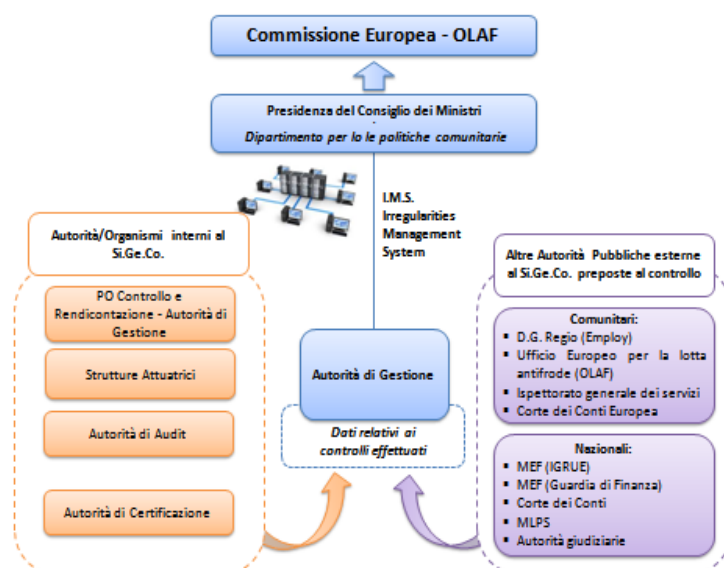 Commissione Europea - OLAF
Presidenza del Consiglio dei Ministri
-
Dipartimento per lo le politiche comunitarie
I.M.S.
Irregularities
Management
System
Autorità/Organismi interni al
Si.Ge.Co.
PO Controllo e
Rendicontazione - Autorità di
Gestione
Strutture Attuatrici
Autorità di Audit
Autorità di Certificazione
Autorità di Gestione
Dati relativi ai
controlli effettuati
Altre Autorità Pubbliche esterne
al Si.Ge.Co. preposte al controllo
Comunitari:
▪ D.G. Regio (Employ)
▪ Ufficio Europeo per la lotta
antifrode (OLAF)
▪ Ispettorato generale dei servizi
▪ Corte dei Conti Europea
Nazionali:
▪ MEF (IGRUE)
▪ MEF (Guardia di Finanza)
▪ Corte dei Conti
▪ MLPS
▪ Autorità giudiziarie